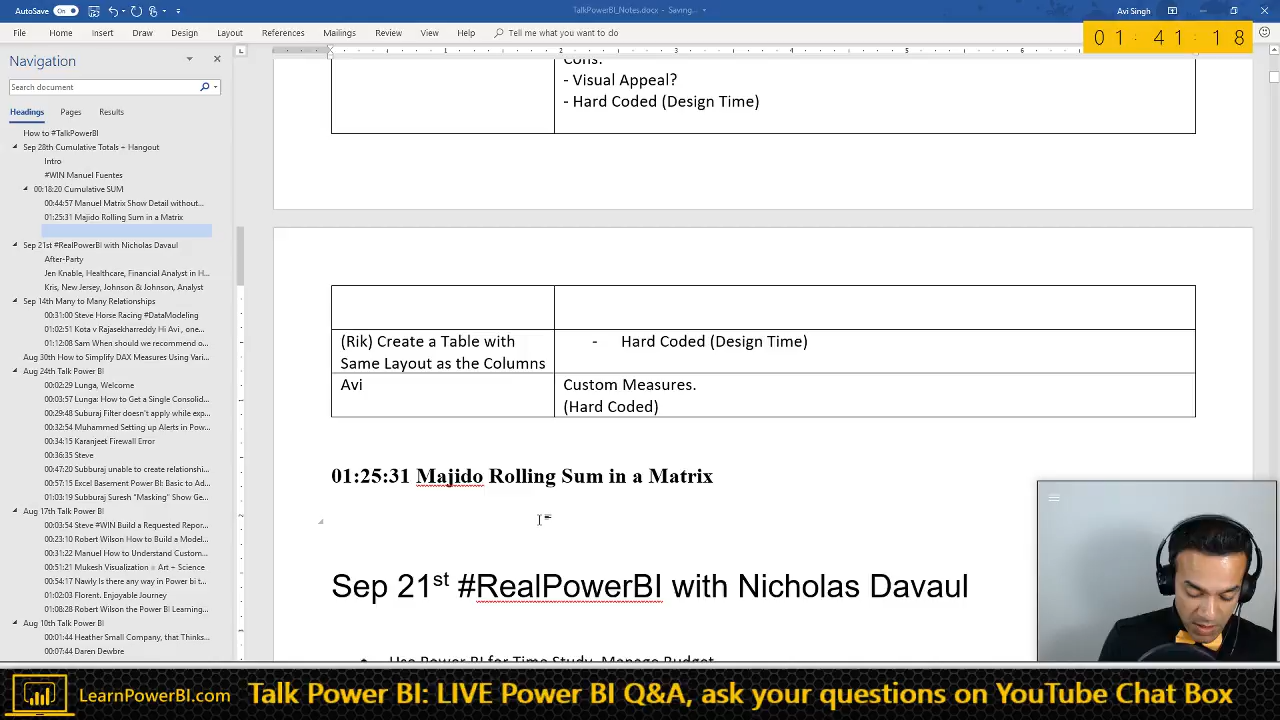 AutoSave On
TalkPowerBI_Notes.docx - Saving...
Avi Singh
File Home Insert Draw Design Layout References Mailings Review View Help Tell me what you want to do
01:41:18
Navigation
Search document
Headings Pages Results
How to #TalkPowerBI
Sep 28th Cumulative Totals + Hangout
Intro
#WIN Manuel Fuentes
00:18:20 Cumulative SUM
00:44:57 Manuel Matrix Show Detail without...
01:25:31 Majido Rolling Sum in a Matrix
Sep 21st #RealPowerBI with Nicholas Davaul
After-Party
Jen Knable, Healthcare, Financial Analyst in H...
Kris, New Jersey, Johnson & Johnson, Analyst
Sep 14th Many to Many Relationships
00:31:00 Steve Horse Racing #DataModeling
01:02:51 Kota v Rajasekharreddy Hi Avi , one...
01:12:08 Sam When should we recommend o...
Aug 30th How to Simplify DAX Measures Using Vari...
Aug 24th Talk Power BI
00:02:29 Lunga, Welcome
00:03:57 Lunga: How to Get a Single Consolid...
00:29:48 Suburaj Filter doesn't apply while exp...
00:32:54 Muhammed Setting up Alerts in Pow...
00:34:15 Karanjeet Firewall Error
00:36:35 Steve
00:47:20 Subburaj unable to create relationshi...
00:57:15 Excel Basement Power BI: Basic to Ad...
01:03:19 Subburaj Suresh "Masking" Show Ge...
Aug 17th Talk Power BI
00:03:54 Steve #WIN Build a Requested Repor...
00:23:10 Robert Wilson How to Build a Model...
00:31:22 Manuel How to Understand Custom...
00:51:21 Mukesh Visualization = Art + Science
00:54:17 Nawly Is there any way in Power bi t...
01:02:03 Florent. Enjoyable Journey
01:08:28 Robert Wilson the Power BI Learning...
Aug 10th Talk Power BI
00:01:44 Heather Small Company, that Thinks...
00:07:44 Daren Dewbre
Cons:
- Visual Appeal?
- Hard Coded (Design Time)
(Rik) Create a Table with
Same Layout as the Columns
- Hard Coded (Design Time)
Avi
Custom Measures.
(Hard Coded)
01:25:31 Majido Rolling Sum in a Matrix
Sep 21st #RealPowerBI with Nicholas Davaul
Use Power BI for Time Study, Manage Budget
LearnPowerBI.com
Talk Power BI: LIVE Power BI Q&A, ask your questions on YouTube Chat Box